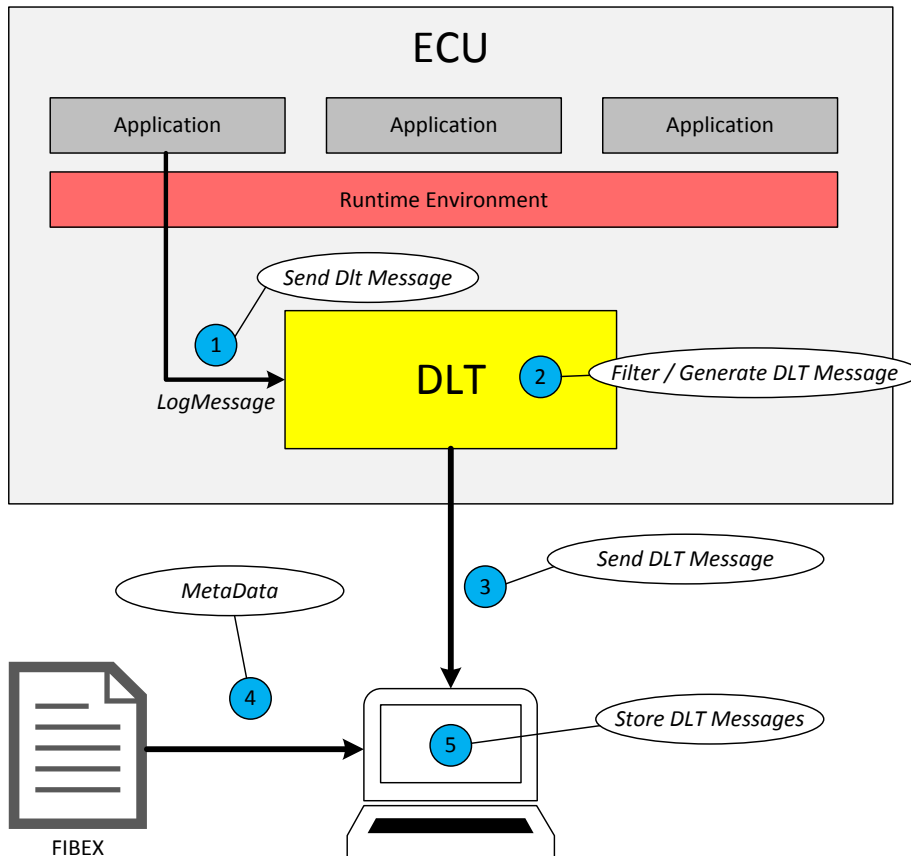 ECU
Application
Application
Application
Runtime Environment
Send Dlt Message
1
LogMessage
DLT
2
Filter / Generate DLT Message
3
Send DLT Message
MetaData
4
5
Store DLT Messages
FIBEX